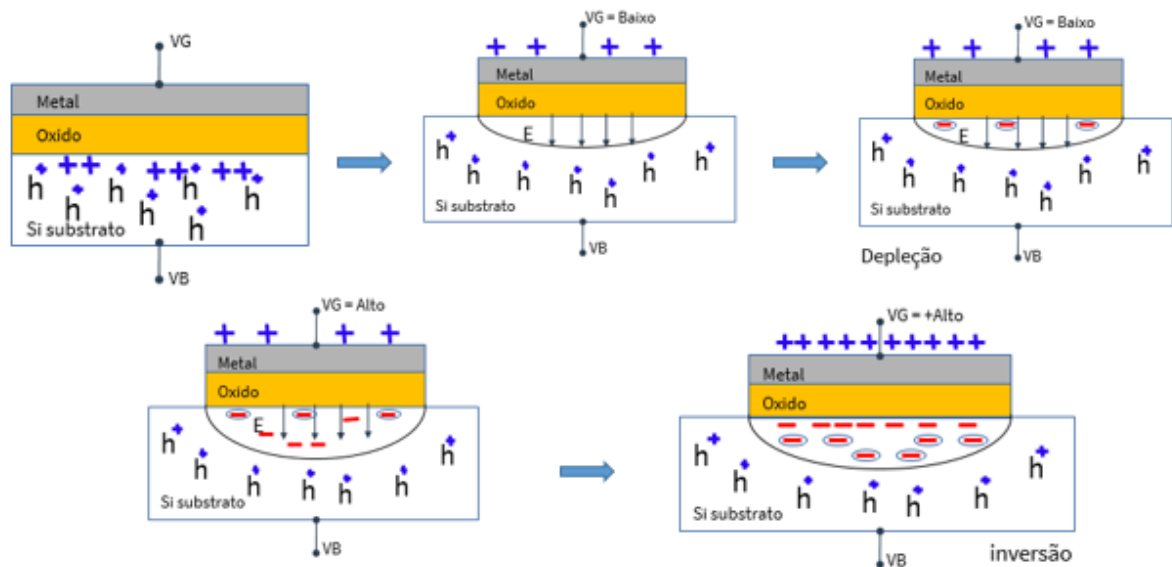 VG
Metal
Oxido
h h h h h
h h h
Si substrato
VB
VG = Baixo
Metal
Oxido
E
h h h h h h h
Si substrato
VB
VG = Baixo
Metal
Oxido
E
h h h h h h h
Si substrato
VB
Depleção
VG = Alto
Metal
Oxido
E
h h h h h h h
Si substrato
VB
VG = +Alto
Metal
Oxido
h h h h h h h
Si substrato
VB
inversão